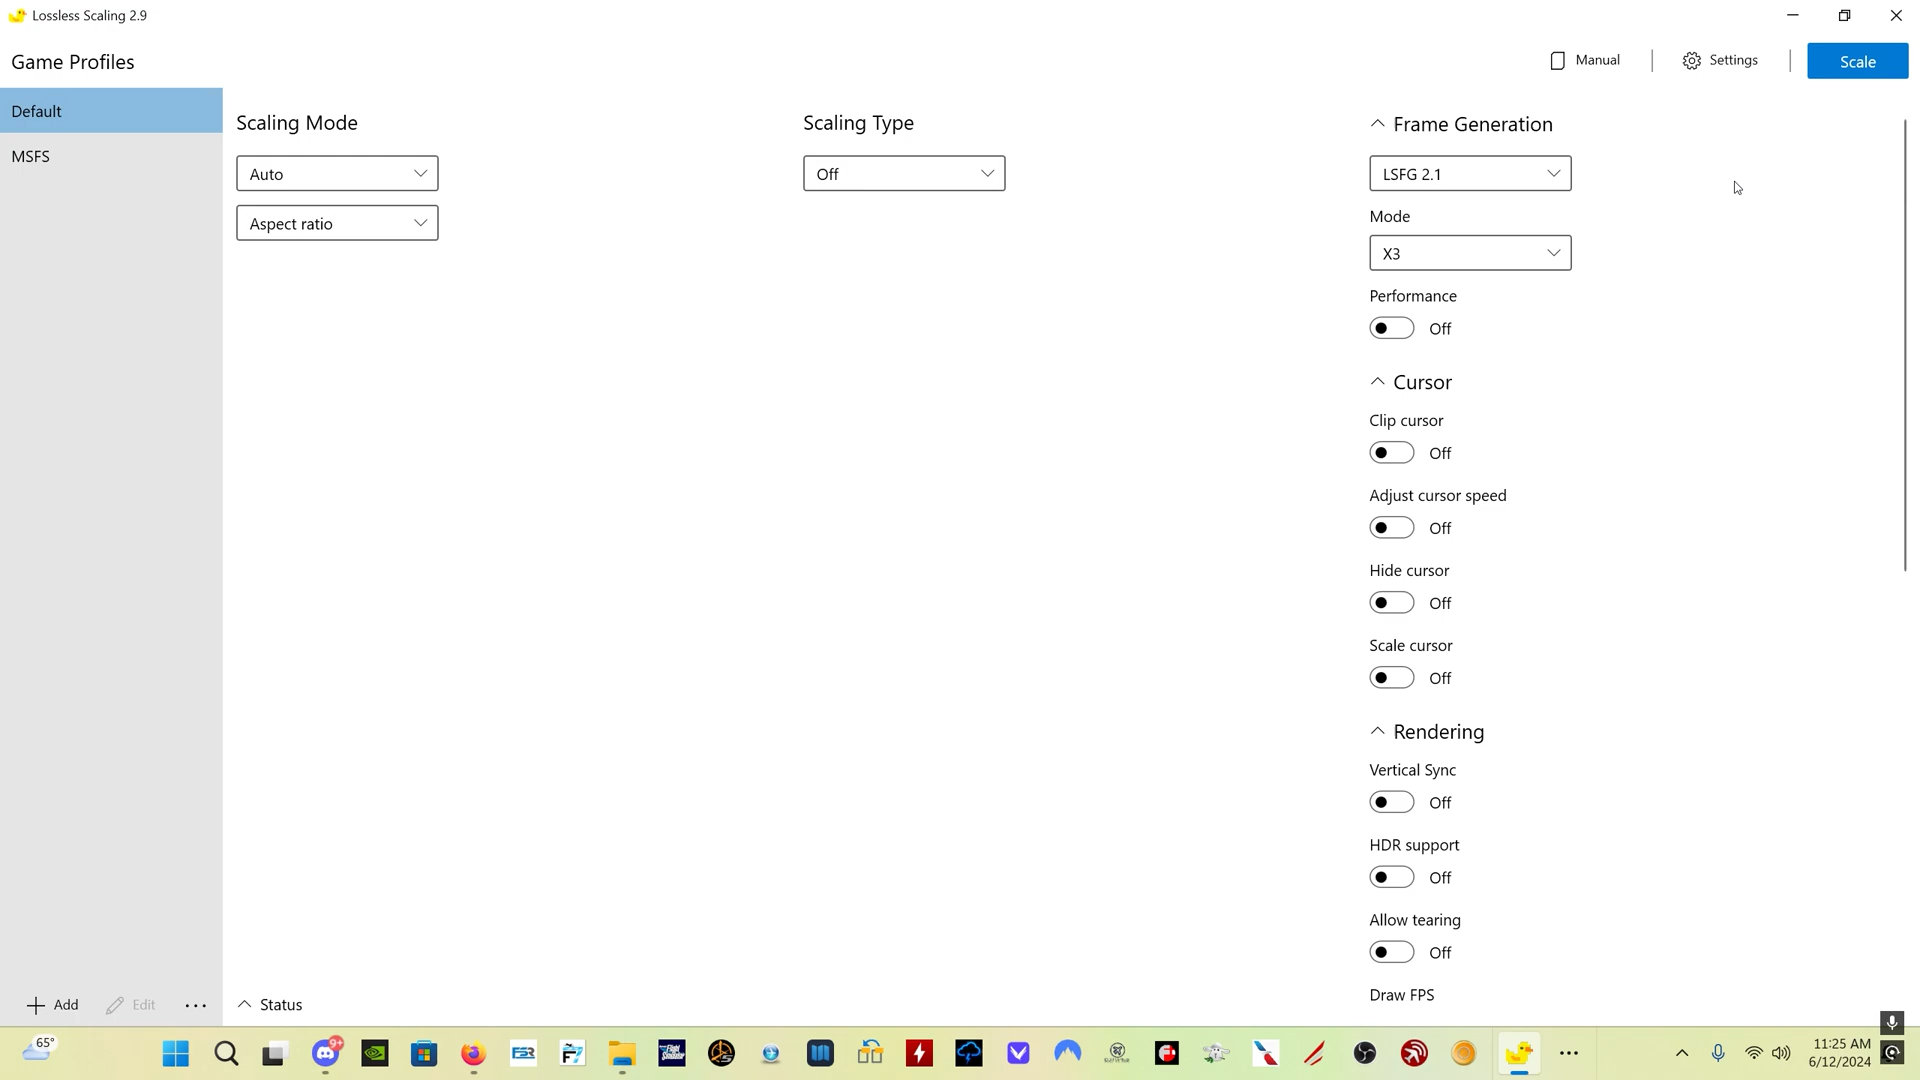 Lossless Scaling 2.9
Game Profiles
Manual
Settings
Scale
Default
MSFS
Scaling Mode
Auto
Aspect ratio
Scaling Type
Off
Frame Generation
LSFG 2.1
Mode
X3
Performance
Off
Cursor
Clip cursor
Off
Adjust cursor speed
Off
Hide cursor
Off
Scale cursor
Off
Rendering
Vertical Sync
Off
HDR support
Off
Allow tearing
Off
Draw FPS
Add
Edit
Status
65°
9+
FSR
11:25 AM
6/12/2024